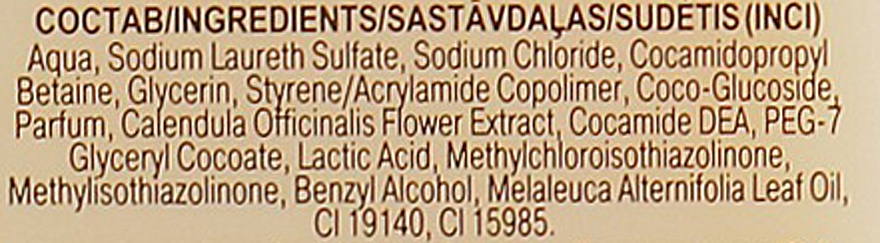 СОСТАВ/INGREDIENTS/SASTĀVDAĻAS/SUDĖTIS (INCI)
Aqua, Sodium Laureth Sulfate, Sodium Chloride, Cocamidopropyl
Betaine, Glycerin, Styrene/Acrylamide Copolimer, Coco-Glucoside,
Parfum, Calendula Officinalis Flower Extract, Cocamide DEA, PEG-7
Glyceryl Cocoate, Lactic Acid, Methylchloroisothiazolinone,
Methylisothiazolinone, Benzyl Alcohol, Melaleuca Alternifolia Leaf Oil,
CI 19140, CI 15985.